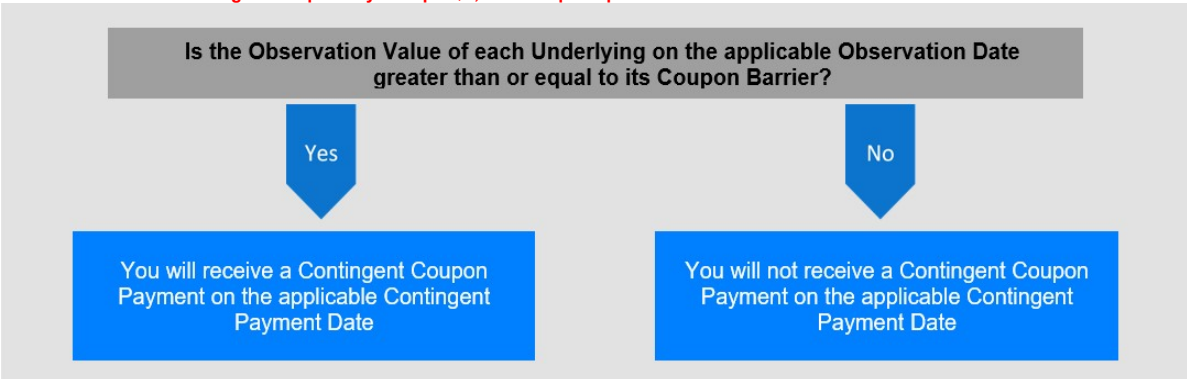 Is the Observation Value of each Underlying on the applicable Observation Date
greater than or equal to its Coupon Barrier?
Yes
No
You will receive a Contingent Coupon
Payment on the applicable Contingent
Payment Date
You will not receive a Contingent Coupon
Payment on the applicable Contingent
Payment Date